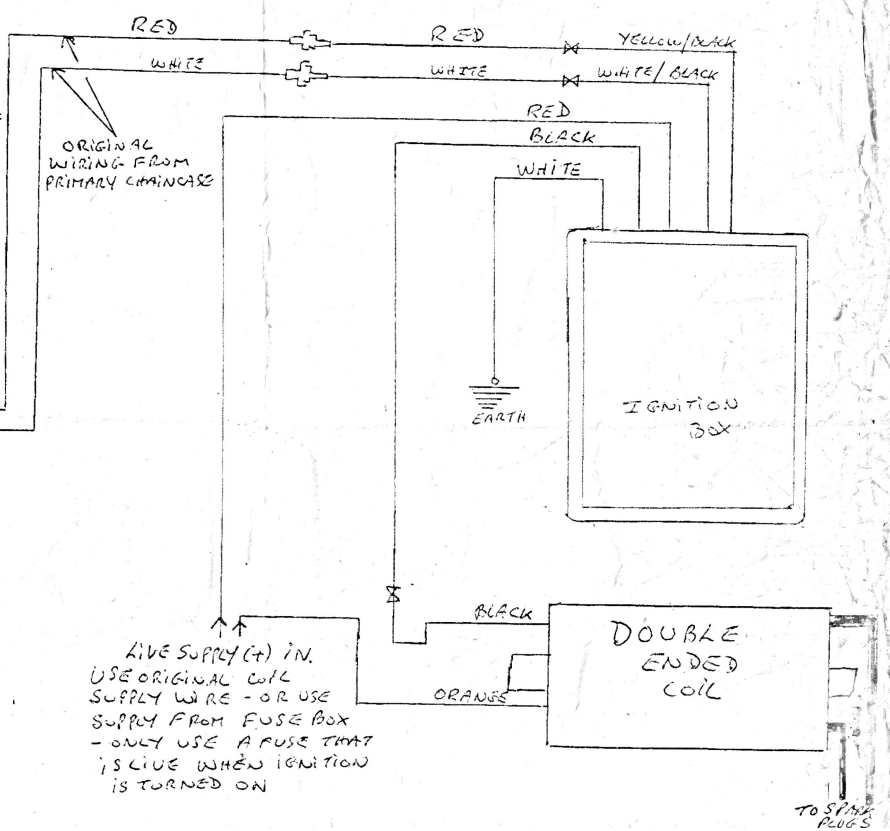 RED
RED
YELLOW/BLACK
WHITE
WHITE
WHITE/BLACK
RED
ORIGINAL
WIRING FROM
PRIMARY CHAINCASE
BLACK
WHITE
EARTH
IGNITION
BOX
BLACK
DOUBLE
ENDED
COIL
ORANGE
LIVE SUPPLY (+) IN.
USE ORIGINAL COIL
SUPPLY WIRE - OR USE
SUPPLY FROM FUSE BOX
- ONLY USE A FUSE THAT
IS LIVE WHEN IGNITION
IS TURNED ON
TO SPARK
PLUGS